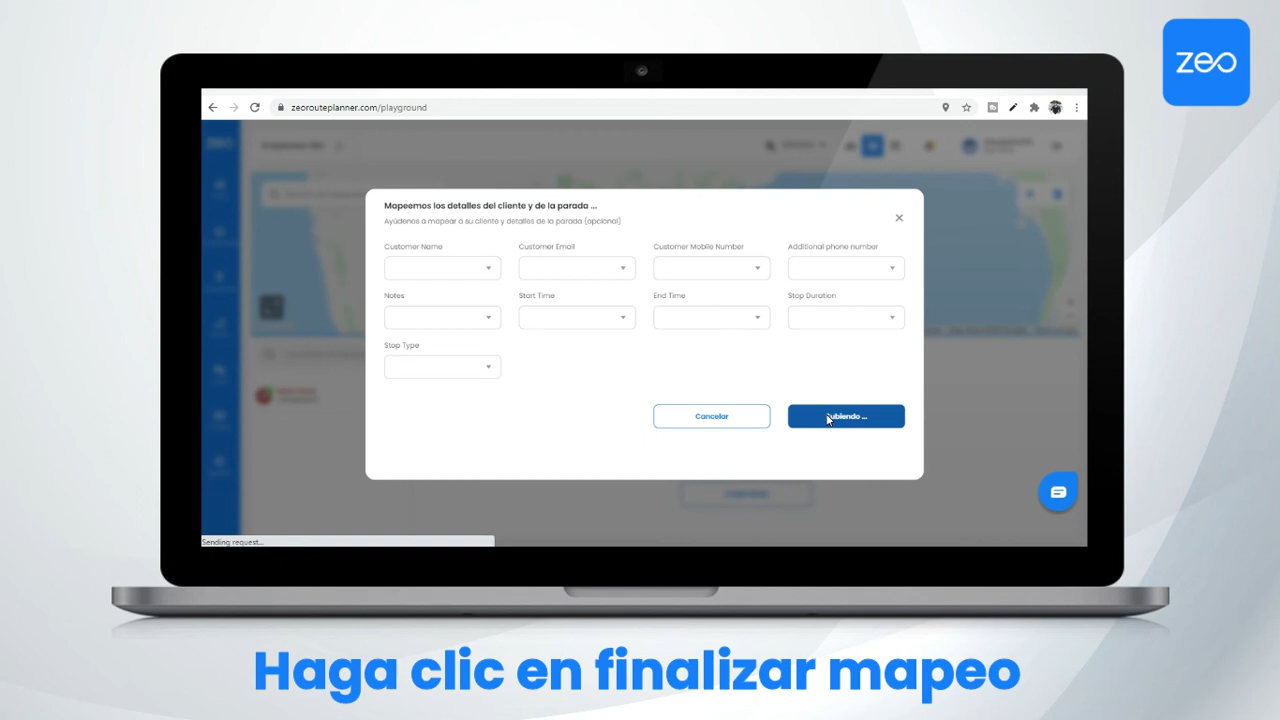 zeo
zeorouteplanner.com/playground
Mapeemos los detalles del cliente y de la parada ...
Ayúdenos a mapear a su cliente y detalles de la parada (opcional)
Customer Name
Customer Email
Customer Mobile Number
Additional phone number
Notes
Start Time
End Time
Stop Duration
Stop Type
Cancelar
Subiendo ...
Sending request...
Haga clic en finalizar mapeo